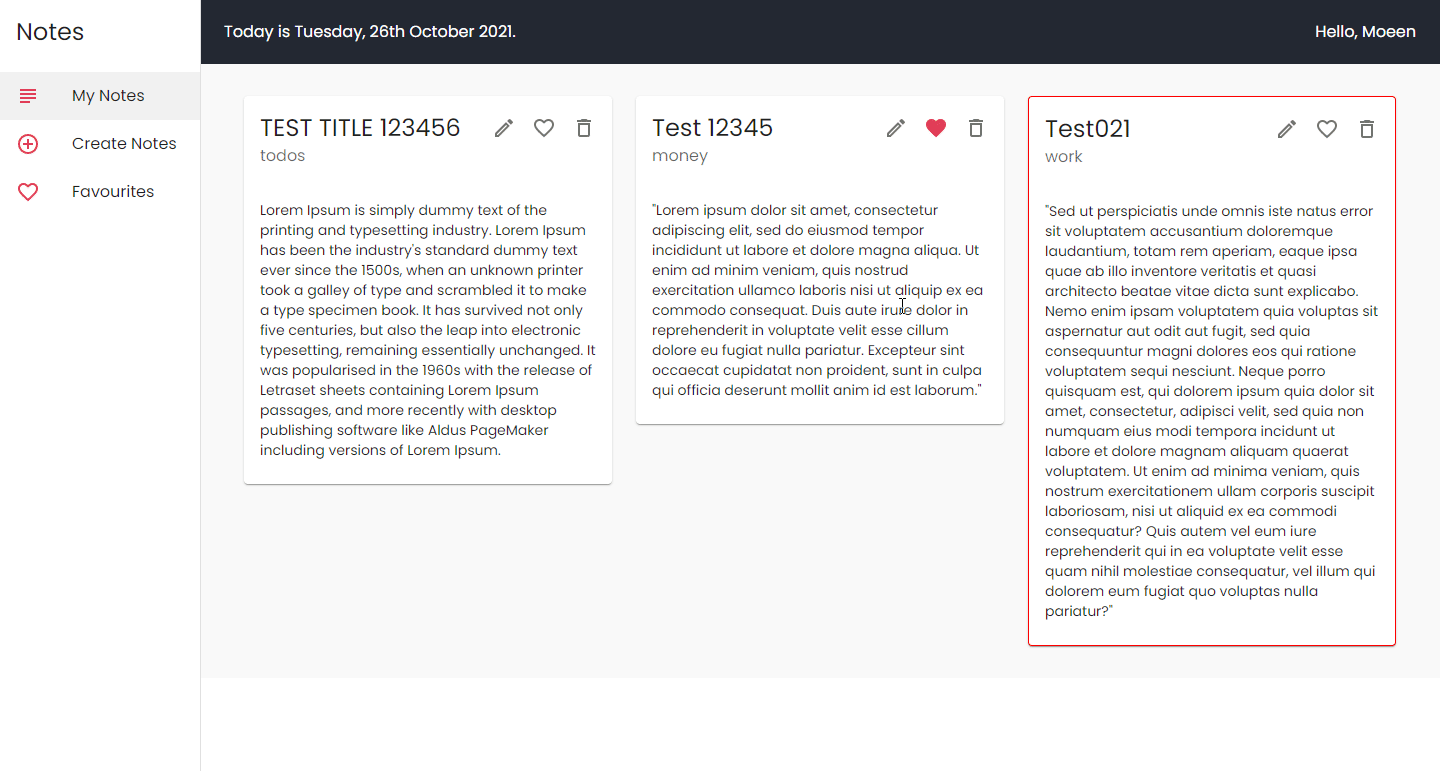 Notes
Today is Tuesday, 26th October 2021.
Hello, Moeen
My Notes
Create Notes
Favourites
TEST TITLE 123456
todos
Lorem Ipsum is simply dummy text of the
printing and typesetting industry. Lorem Ipsum
has been the industry's standard dummy text
ever since the 1500s, when an unknown printer
took a galley of type and scrambled it to make
a type specimen book. It has survived not only
five centuries, but also the leap into electronic
typesetting, remaining essentially unchanged. It
was popularised in the 1960s with the release of
Letraset sheets containing Lorem Ipsum
passages, and more recently with desktop
publishing software like Aldus PageMaker
including versions of Lorem Ipsum.
Test 12345
money
"Lorem ipsum dolor sit amet, consectetur
adipiscing elit, sed do eiusmod tempor
incididunt ut labore et dolore magna aliqua. Ut
enim ad minim veniam, quis nostrud
exercitation ullamco laboris nisi ut aliquip ex ea
commodo consequat. Duis aute irure dolor in
reprehenderit in voluptate velit esse cillum
dolore eu fugiat nulla pariatur. Excepteur sint
occaecat cupidatat non proident, sunt in culpa
qui officia deserunt mollit anim id est laborum."
Test021
work
"Sed ut perspiciatis unde omnis iste natus error
sit voluptatem accusantium doloremque
laudantium, totam rem aperiam, eaque ipsa
quae ab illo inventore veritatis et quasi
architecto beatae vitae dicta sunt explicabo.
Nemo enim ipsam voluptatem quia voluptas sit
aspernatur aut odit aut fugit, sed quia
consequuntur magni dolores eos qui ratione
voluptatem sequi nesciunt. Neque porro
quisquam est, qui dolorem ipsum quia dolor sit
amet, consectetur, adipisci velit, sed quia non
numquam eius modi tempora incidunt ut
labore et dolore magnam aliquam quaerat
voluptatem. Ut enim ad minima veniam, quis
nostrum exercitationem ullam corporis suscipit
laboriosam, nisi ut aliquid ex ea commodi
consequatur? Quis autem vel eum iure
reprehenderit qui in ea voluptate velit esse
quam nihil molestiae consequatur, vel illum qui
dolorem eum fugiat quo voluptas nulla
pariatur?"